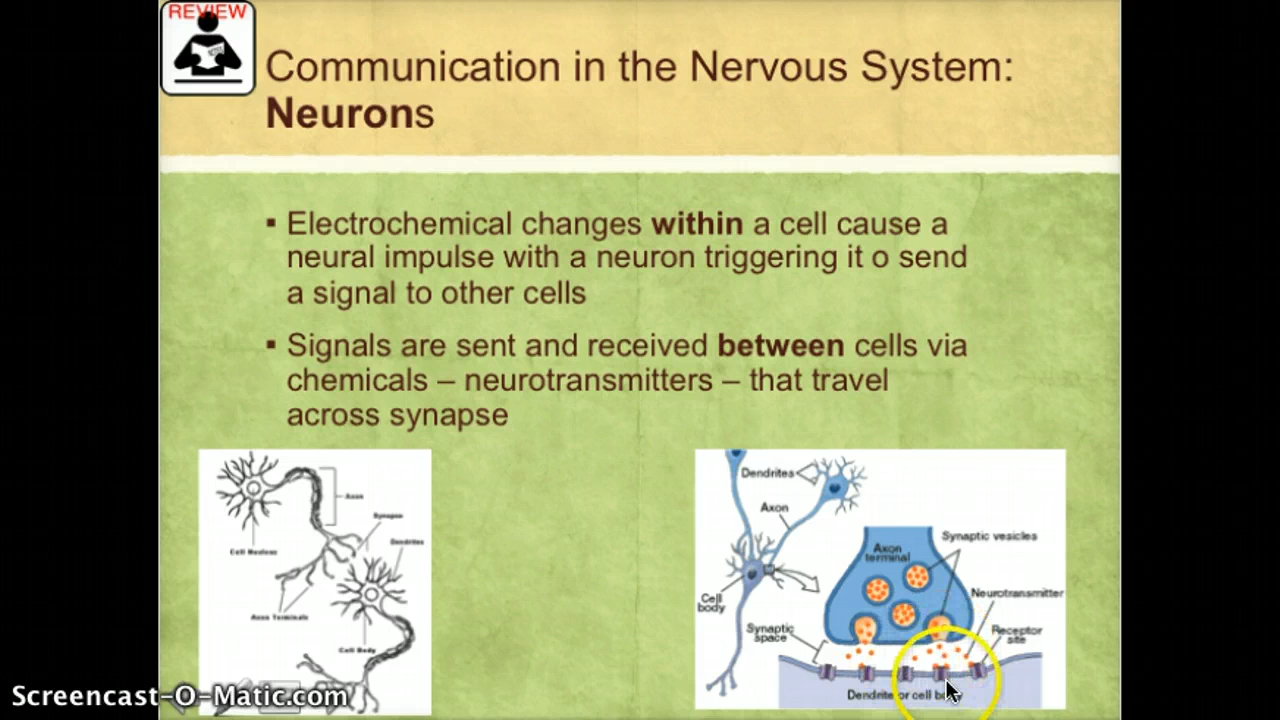 REVIEW
Communication in the Nervous System:
Neurons
▪ Electrochemical changes within a cell cause a
neural impulse with a neuron triggering it o send
a signal to other cells
▪ Signals are sent and received between cells via
chemicals – neurotransmitters – that travel
across synapse
Axon
Synapse
Dendrites
Cell Nucleus
Axon Terminals
Cell Body
Dendrites
Axon
Cell
body
Synaptic vesicles
Axon
terminal
Neurotransmitter
Synaptic
space
Receptor
site
Dendrite or cell
Screencast-O-Matic.com